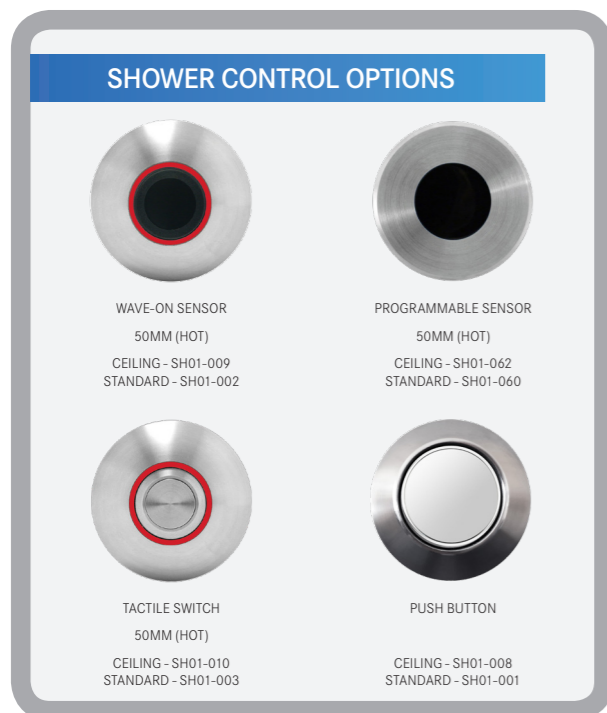 SHOWER CONTROL OPTIONS
WAVE-ON SENSOR
50MM (HOT)
CEILING - SH01-009
STANDARD - SH01-002
PROGRAMMABLE SENSOR
50MM (HOT)
CEILING - SH01-062
STANDARD - SH01-060
TACTILE SWITCH
50MM (HOT)
CEILING - SH01-010
STANDARD - SH01-003
PUSH BUTTON
CEILING - SH01-008
STANDARD - SH01-001